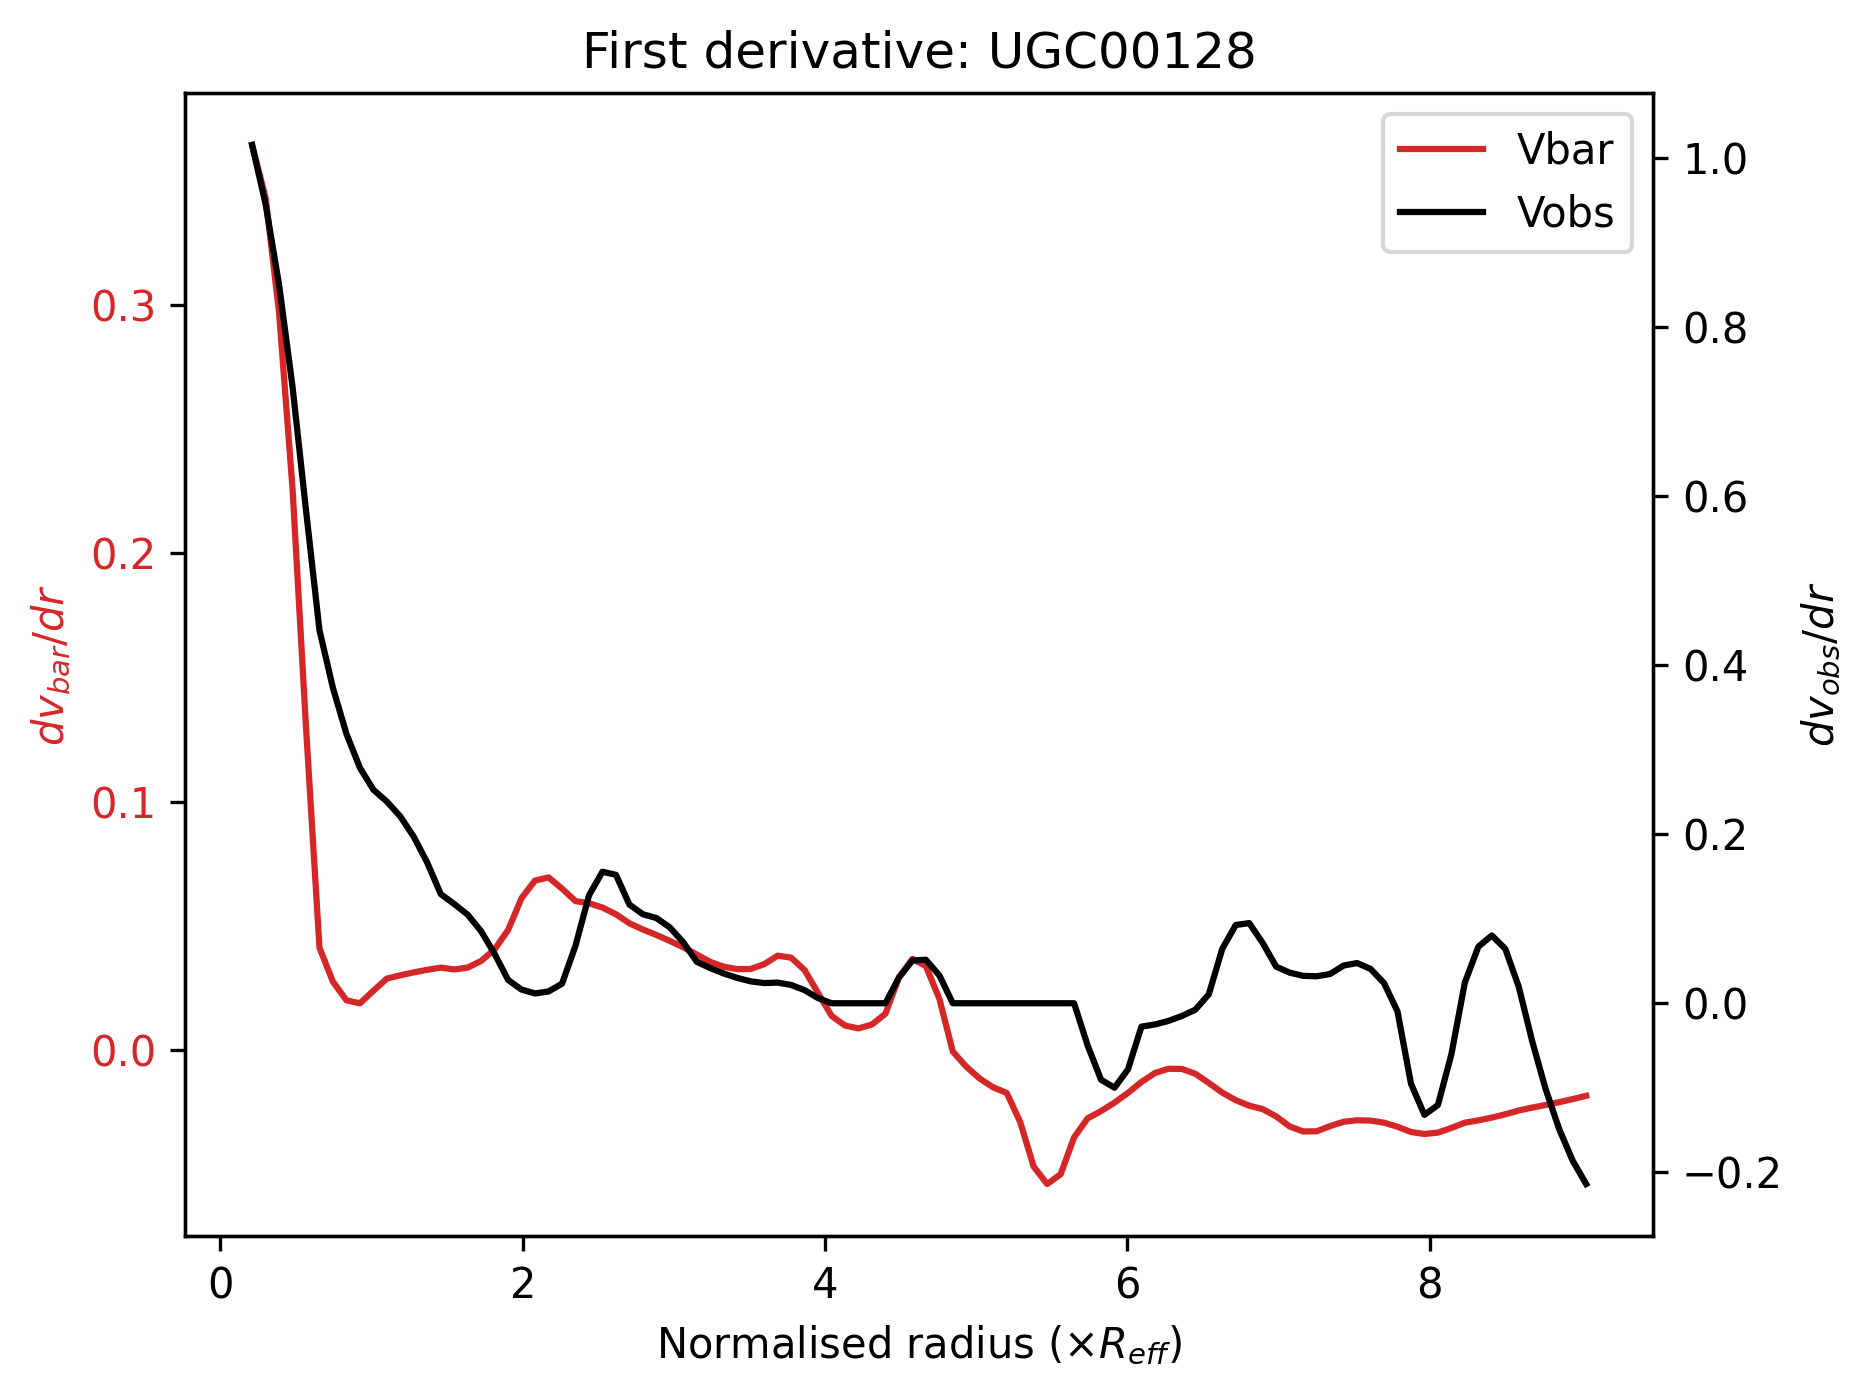 First derivative: UGC00128
Vbar
Vobs
0.3
0.2
0.1
0.0
dv_bar/dr
1.0
0.8
0.6
0.4
0.2
0.0
−0.2
dv_obs/dr
0 2 4 6 8
Normalised radius (×R_eff)